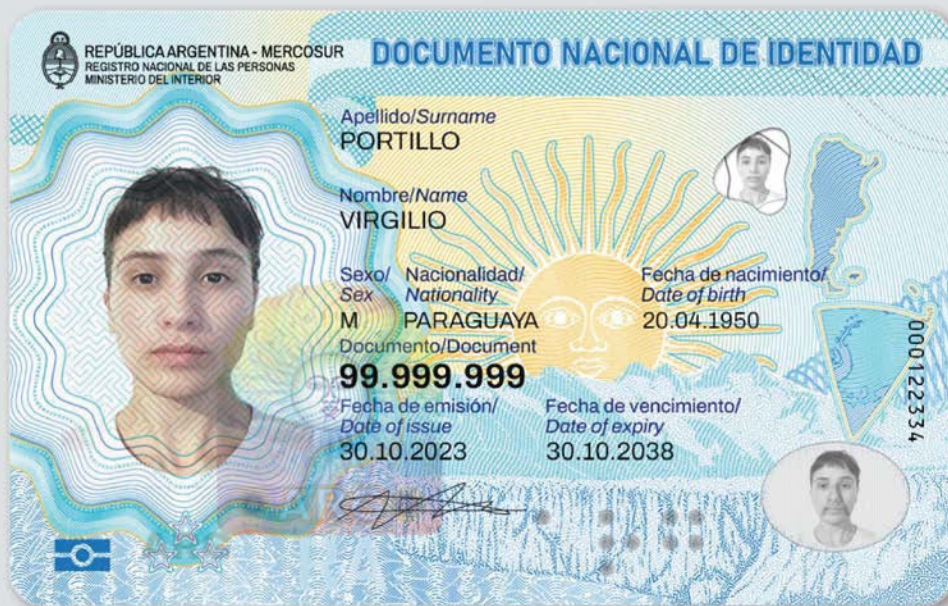 REPÚBLICA ARGENTINA - MERCOSUR
REGISTRO NACIONAL DE LAS PERSONAS
MINISTERIO DEL INTERIOR
DOCUMENTO NACIONAL DE IDENTIDAD
Apellido/Surname
PORTILLO
Nombre/Name
VIRGILIO
Sexo/ Nacionalidad/ Fecha de nacimiento/
Sex Nationality Date of birth
M PARAGUAYA 20.04.1950
Documento/Document
99.999.999
Fecha de emisión/ Fecha de vencimiento/
Date of issue Date of expiry
30.10.2023 30.10.2038
000122334